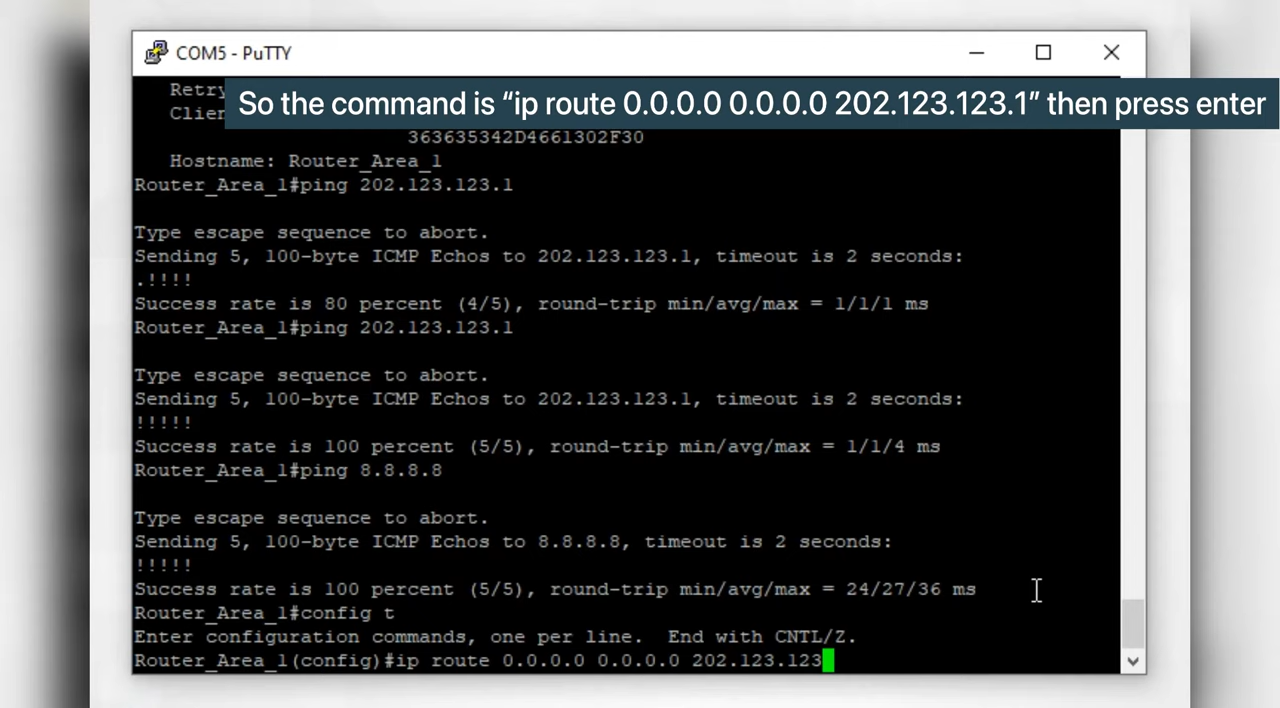 COM5 - PuTTY
Retry
So the command is “ip route 0.0.0.0 0.0.0.0 202.123.123.1” then press enter
363635342D4661302F30
Hostname: Router_Area_1
Router_Area_1#ping 202.123.123.1
Type escape sequence to abort.
Sending 5, 100-byte ICMP Echos to 202.123.123.1, timeout is 2 seconds:
.!!!!
Success rate is 80 percent (4/5), round-trip min/avg/max = 1/1/1 ms
Router_Area_1#ping 202.123.123.1
Type escape sequence to abort.
Sending 5, 100-byte ICMP Echos to 202.123.123.1, timeout is 2 seconds:
!!!!!
Success rate is 100 percent (5/5), round-trip min/avg/max = 1/1/4 ms
Router_Area_1#ping 8.8.8.8
Type escape sequence to abort.
Sending 5, 100-byte ICMP Echos to 8.8.8.8, timeout is 2 seconds:
!!!!!
Success rate is 100 percent (5/5), round-trip min/avg/max = 24/27/36 ms
Router_Area_1#config t
Enter configuration commands, one per line.  End with CNTL/Z.
Router_Area_1(config)#ip route 0.0.0.0 0.0.0.0 202.123.123